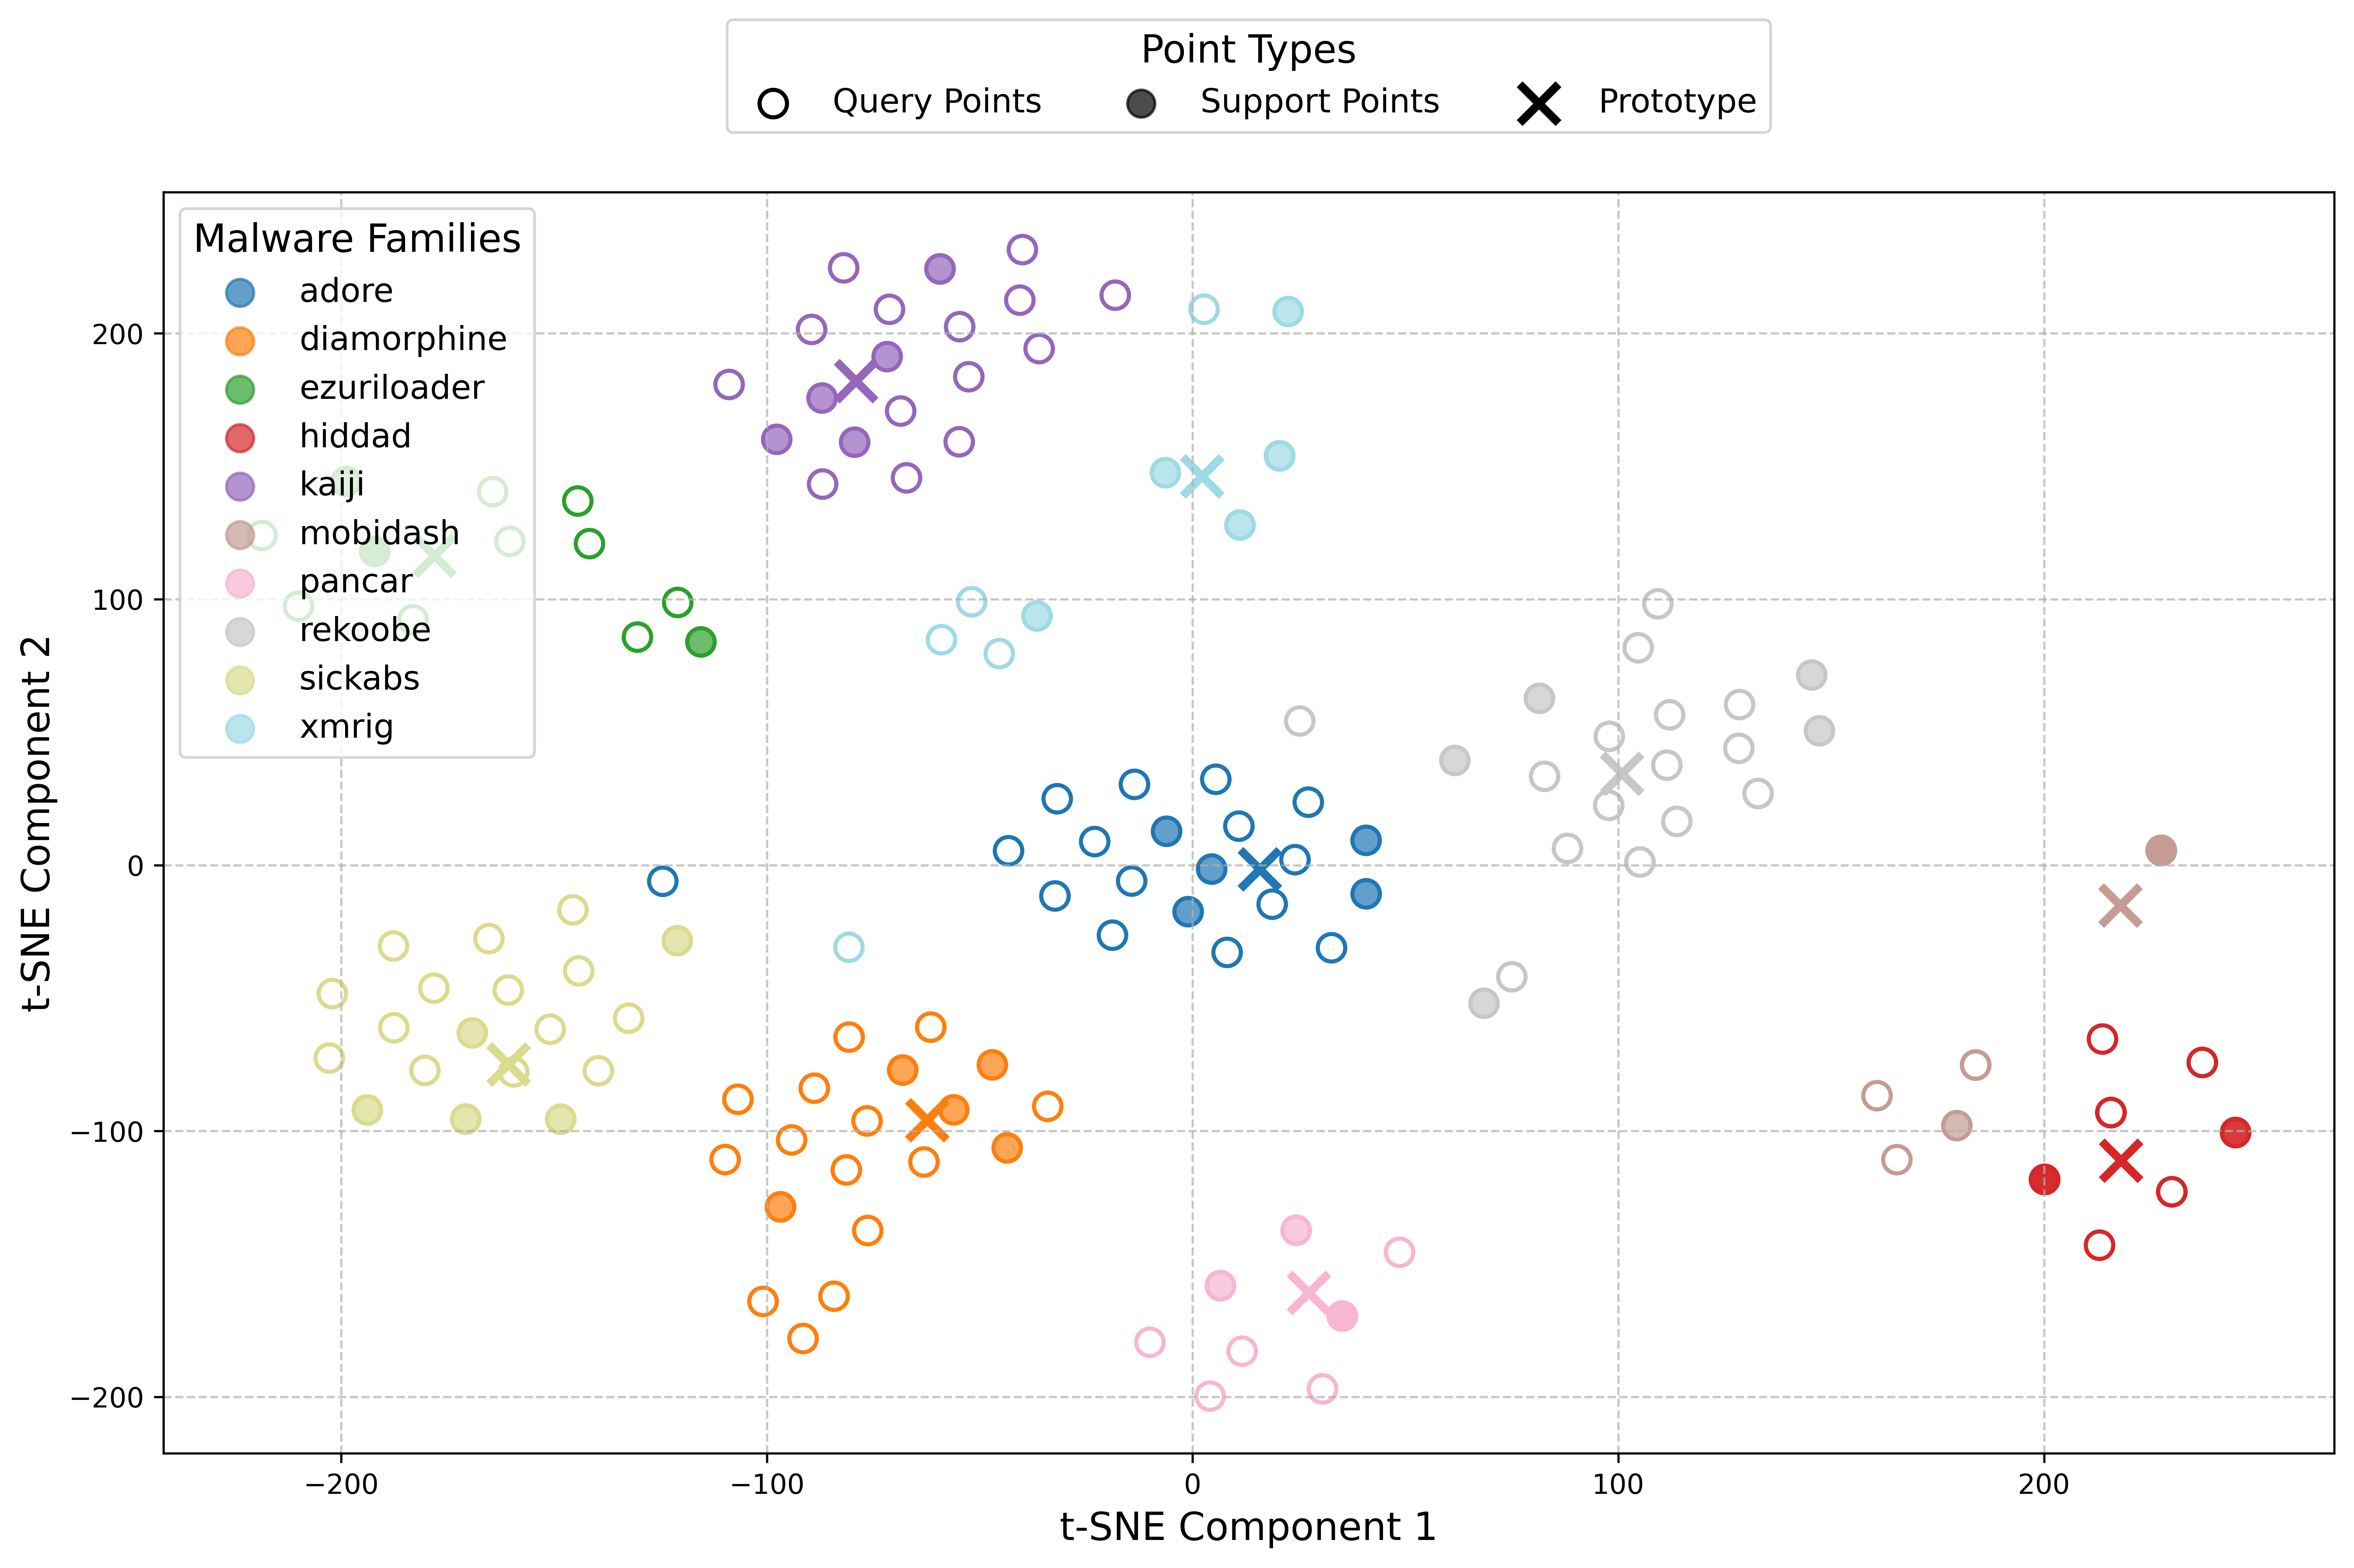 Point Types
Query Points Support Points Prototype
Malware Families
adore
diamorphine
ezuriloader
hiddad
kaiji
mobidash
pancar
rekoobe
sickabs
xmrig
200
100
0
−100
−200
t-SNE Component 2
−200 −100 0 100 200
t-SNE Component 1